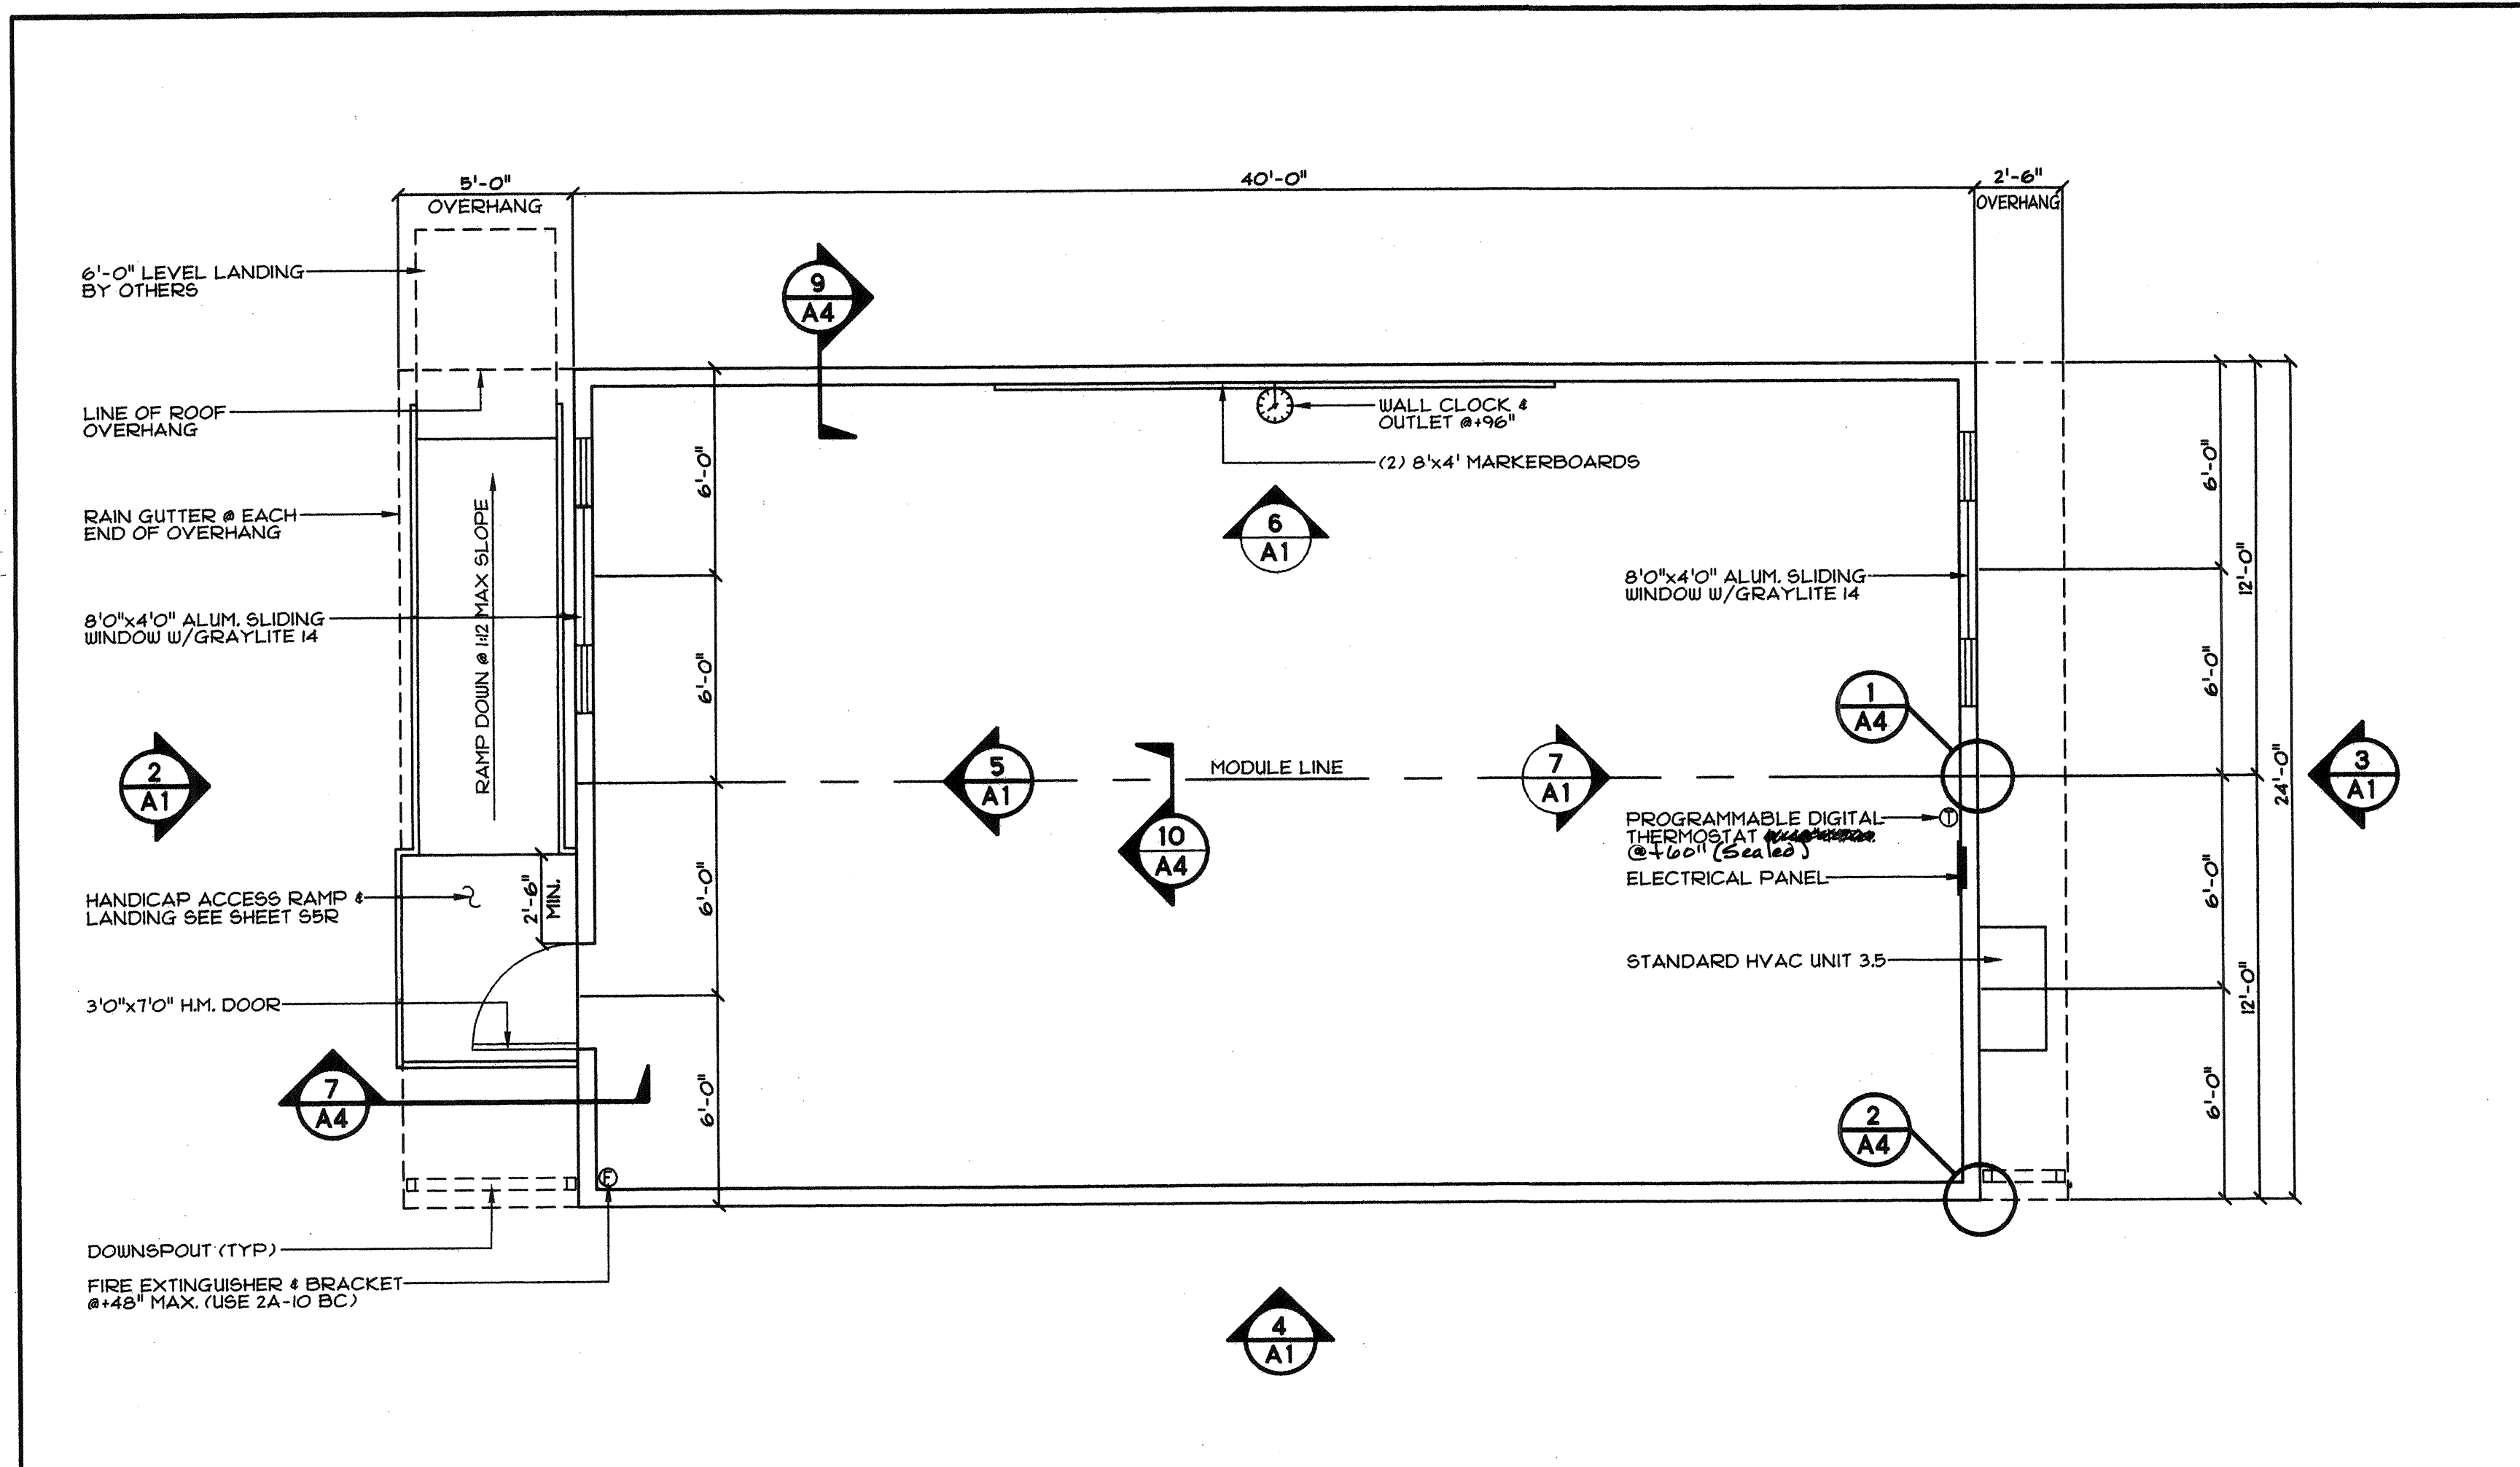 5'-0"
OVERHANG
40'-0"
2'-6"
OVERHANG
6'-0" LEVEL LANDING
BY OTHERS
9
A4
LINE OF ROOF
OVERHANG
WALL CLOCK &
OUTLET @+96"
(2) 8'x4' MARKERBOARDS
RAIN GUTTER @ EACH
END OF OVERHANG
RAMP DOWN @ 1:12 MAX SLOPE
6'-0"
6'-0"
6'-0"
6'-0"
6
A1
8'0"x4'0" ALUM. SLIDING
WINDOW W/GRAYLITE 14
8'0"x4'0" ALUM. SLIDING
WINDOW W/GRAYLITE 14
6'-0"
6'-0"
6'-0"
6'-0"
12'-0"
12'-0"
24'-0"
1
A4
2
A1
5
A1
MODULE LINE
7
A1
3
A1
10
A4
PROGRAMMABLE DIGITAL
THERMOSTAT
@+60" (Sealed)
T
ELECTRICAL PANEL
HANDICAP ACCESS RAMP &
LANDING SEE SHEET S5R
2'-6"
MIN.
STANDARD HVAC UNIT 3.5
3'0"x7'0" H.M. DOOR
7
A4
2
A4
F
DOWNSPOUT (TYP)
FIRE EXTINGUISHER & BRACKET
@+48" MAX. (USE 2A-10 BC)
4
A1